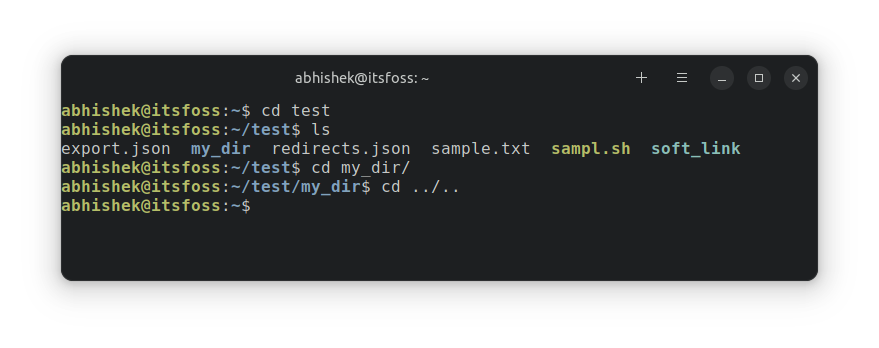 abhishek@itsfoss: ~
abhishek@itsfoss:~$ cd test
abhishek@itsfoss:~/test$ ls
export.json  my_dir  redirects.json  sample.txt  sampl.sh  soft_link
abhishek@itsfoss:~/test$ cd my_dir/
abhishek@itsfoss:~/test/my_dir$ cd ../..
abhishek@itsfoss:~$